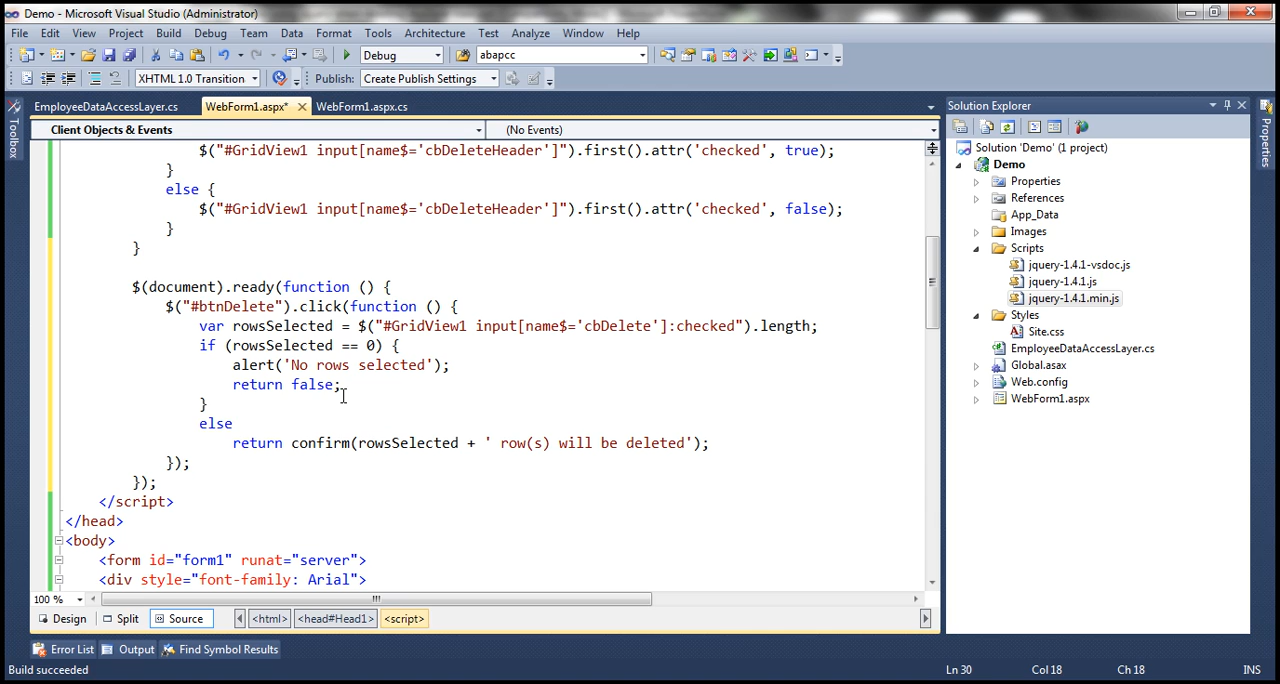 Demo - Microsoft Visual Studio (Administrator)
File Edit View Project Build Debug Team Data Format Tools Architecture Test Analyze Window Help
Debug abapcc
XHTML 1.0 Transition Publish: Create Publish Settings
EmployeeDataAccessLayer.cs WebForm1.aspx* WebForm1.aspx.cs
Client Objects & Events (No Events)
$("#GridView1 input[name$='cbDeleteHeader']").first().attr('checked', true);
}
else {
$("#GridView1 input[name$='cbDeleteHeader']").first().attr('checked', false);
}
}
$(document).ready(function () {
$("#btnDelete").click(function () {
var rowsSelected = $("#GridView1 input[name$='cbDelete']:checked").length;
if (rowsSelected == 0) {
alert('No rows selected');
return false;
}
else
return confirm(rowsSelected + ' row(s) will be deleted');
});
});
</script>
</head>
<body>
<form id="form1" runat="server">
<div style="font-family: Arial">
100 %
Design Split Source <html> <head#Head1> <script>
Error List Output Find Symbol Results
Build succeeded Ln 30 Col 18 Ch 18 INS
Toolbox
Solution Explorer
Solution 'Demo' (1 project)
Demo
Properties
References
App_Data
Images
Scripts
jquery-1.4.1-vsdoc.js
jquery-1.4.1.js
jquery-1.4.1.min.js
Styles
Site.css
EmployeeDataAccessLayer.cs
Global.asax
Web.config
WebForm1.aspx
Properties